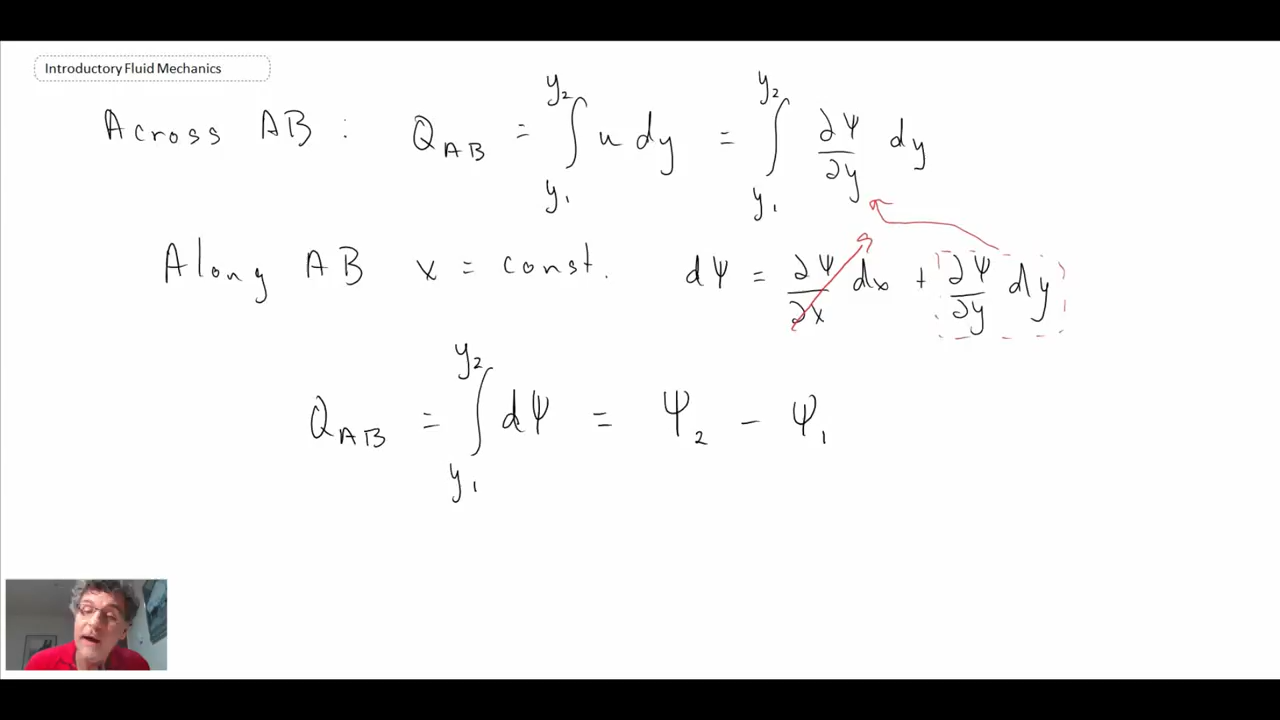 Introductory Fluid Mechanics
Across AB : Q_AB = ∫_{y₁}^{y₂} u dy = ∫_{y₁}^{y₂} ∂Ψ/∂y dy
Along AB x = const. dΨ = ∂Ψ/∂x dx + ∂Ψ/∂y dy
Q_AB = ∫_{y₁}^{y₂} dΨ = Ψ₂ − Ψ₁